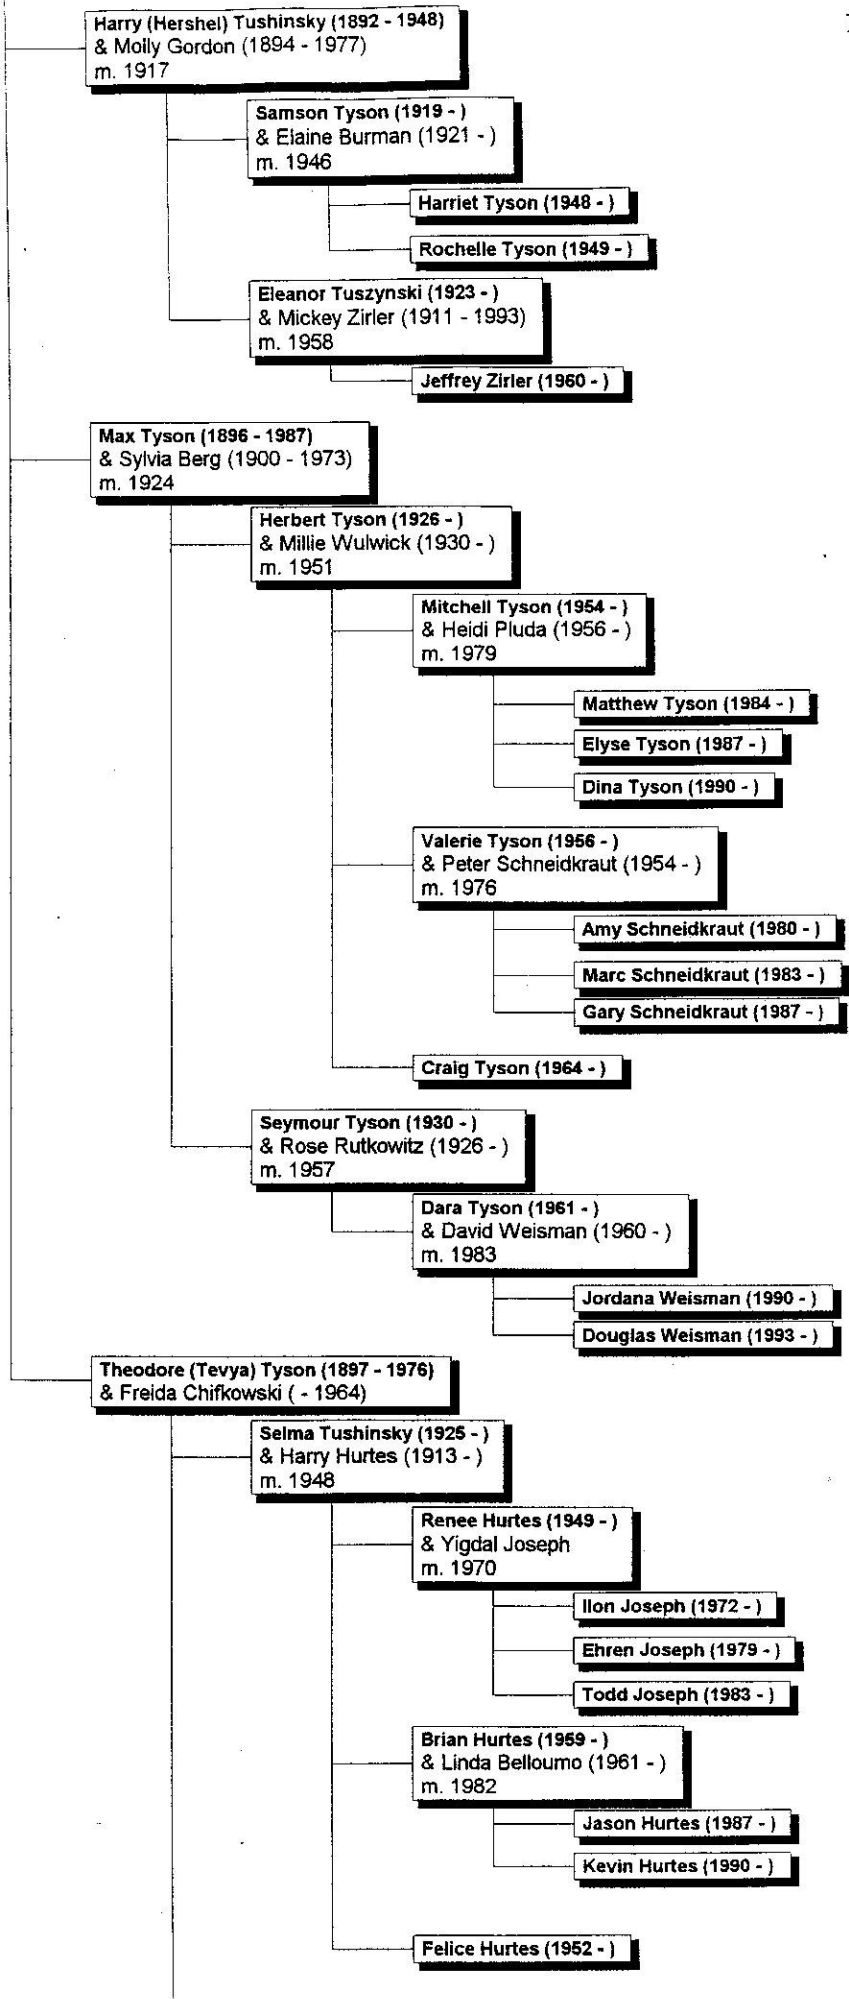 Harry (Hershel) Tushinsky (1892 - 1948)
& Molly Gordon (1894 - 1977)
m. 1917
Samson Tyson (1919 - )
& Elaine Burman (1921 - )
m. 1946
Harriet Tyson (1948 - )
Rochelle Tyson (1949 - )
Eleanor Tuszynski (1923 - )
& Mickey Zirler (1911 - 1993)
m. 1958
Jeffrey Zirler (1960 - )
Max Tyson (1896 - 1987)
& Sylvia Berg (1900 - 1973)
m. 1924
Herbert Tyson (1926 - )
& Millie Wulwick (1930 - )
m. 1951
Mitchell Tyson (1954 - )
& Heidi Pluda (1956 - )
m. 1979
Matthew Tyson (1984 - )
Elyse Tyson (1987 - )
Dina Tyson (1990 - )
Valerie Tyson (1956 - )
& Peter Schneidkraut (1954 - )
m. 1976
Amy Schneidkraut (1980 - )
Marc Schneidkraut (1983 - )
Gary Schneidkraut (1987 - )
Craig Tyson (1964 - )
Seymour Tyson (1930 - )
& Rose Rutkowitz (1926 - )
m. 1957
Dara Tyson (1961 - )
& David Weisman (1960 - )
m. 1983
Jordana Weisman (1990 - )
Douglas Weisman (1993 - )
Theodore (Tevya) Tyson (1897 - 1976)
& Freida Chifkowski ( - 1964)
Selma Tushinsky (1925 - )
& Harry Hurtes (1913 - )
m. 1948
Renee Hurtes (1949 - )
& Yigdal Joseph
m. 1970
Ilon Joseph (1972 - )
Ehren Joseph (1979 - )
Todd Joseph (1983 - )
Brian Hurtes (1959 - )
& Linda Belloumo (1961 - )
m. 1982
Jason Hurtes (1987 - )
Kevin Hurtes (1990 - )
Felice Hurtes (1952 - )